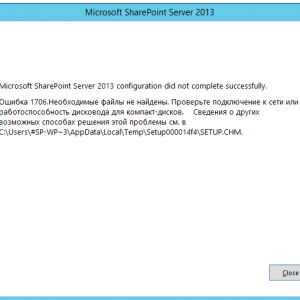 Microsoft SharePoint Server 2013
Microsoft SharePoint Server 2013 configuration did not complete successfully.
Ошибка 1706.Необходимые файлы не найдены. Проверьте подключение к сети или
работоспособность дисковода для компакт-дисков. Сведения о других
возможных способах решения этой проблемы см. в
C:\Users\#SP-WP~3\AppData\Local\Temp\Setup000014f4\SETUP.CHM.
Close